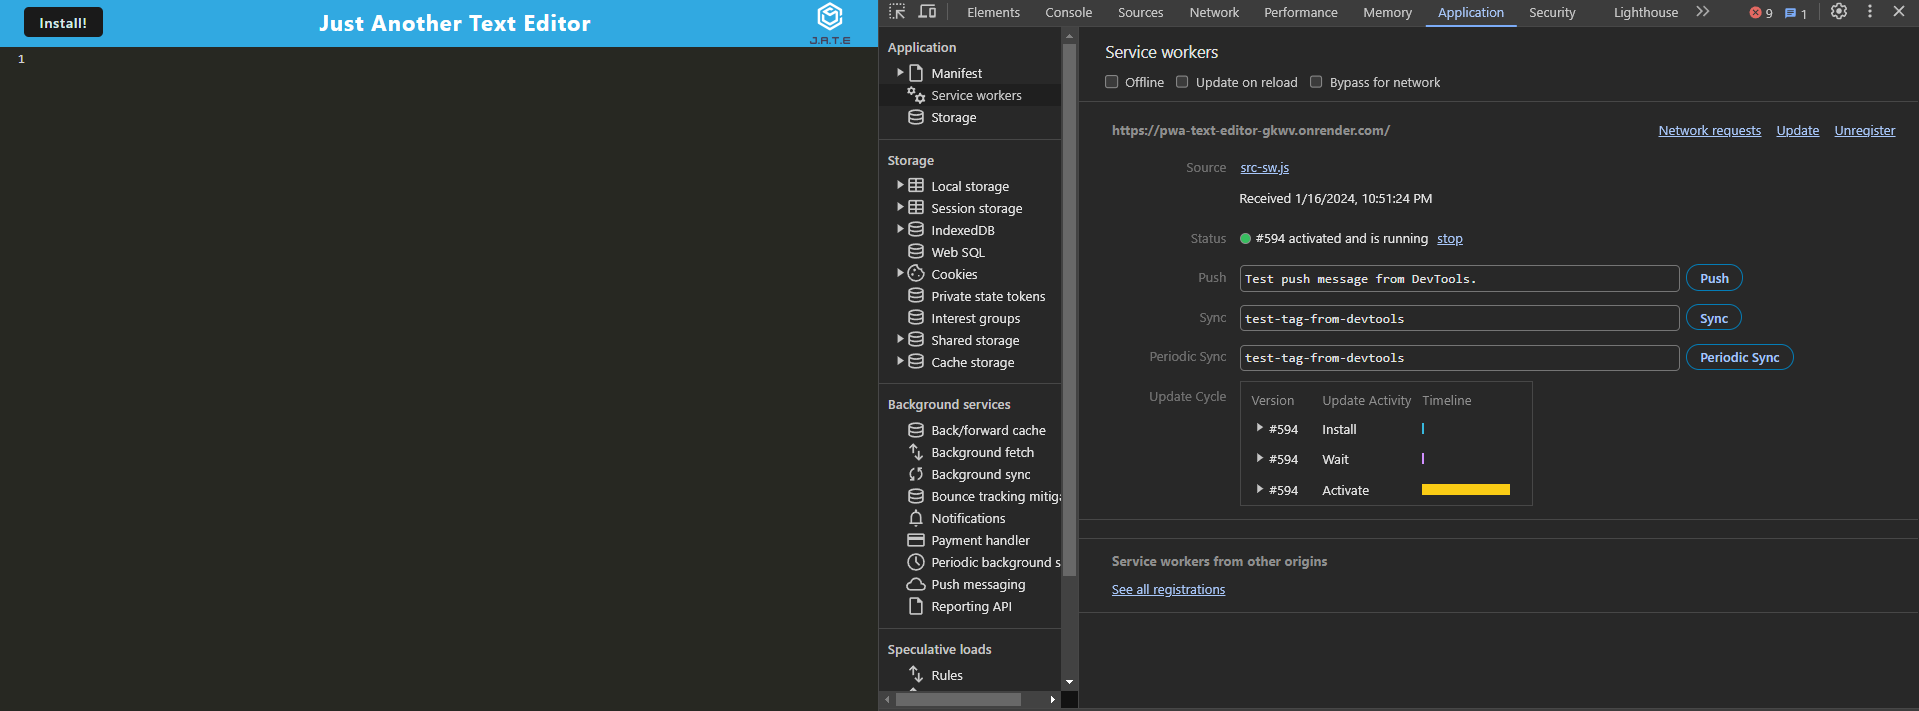 Install!
Just Another Text Editor
J.A.T.E
1
Elements Console Sources Network Performance Memory Application Security Lighthouse 9 1
Application
Manifest
Service workers
Storage
Storage
Local storage
Session storage
IndexedDB
Web SQL
Cookies
Private state tokens
Interest groups
Shared storage
Cache storage
Background services
Back/forward cache
Background fetch
Background sync
Bounce tracking mitiga
Notifications
Payment handler
Periodic background s
Push messaging
Reporting API
Speculative loads
Rules
Service workers
Offline Update on reload Bypass for network
https://pwa-text-editor-gkwv.onrender.com/ Network requests Update Unregister
Source src-sw.js
Received 1/16/2024, 10:51:24 PM
Status #594 activated and is running stop
Push Test push message from DevTools. Push
Sync test-tag-from-devtools Sync
Periodic Sync test-tag-from-devtools Periodic Sync
Update Cycle Version Update Activity Timeline
#594 Install
#594 Wait
#594 Activate
Service workers from other origins
See all registrations